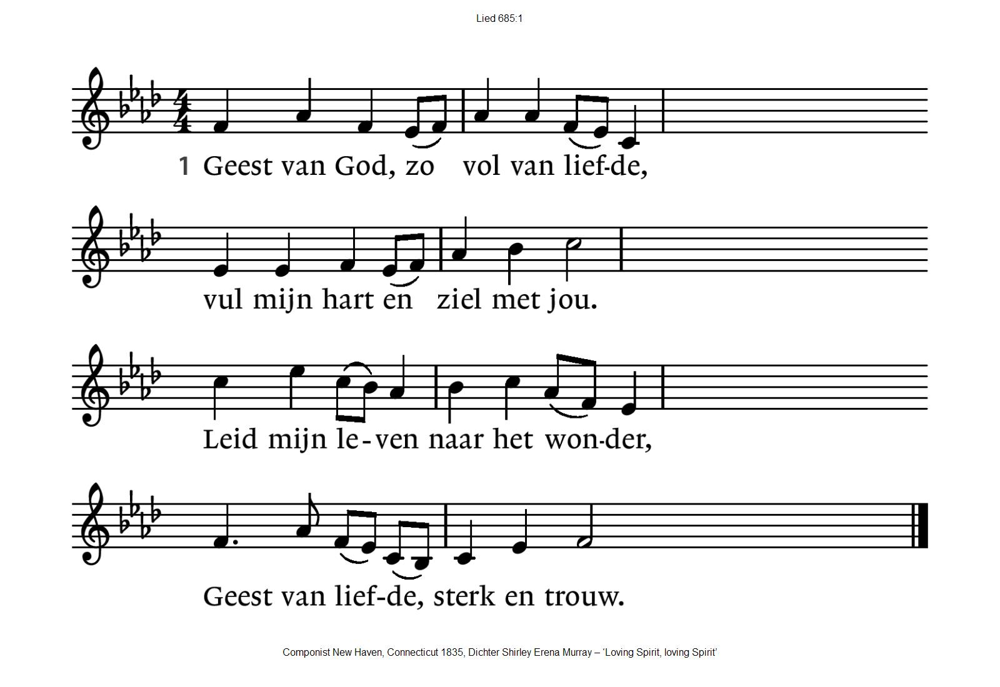 Lied 685:1
4/4
1 Geest van God, zo vol van lief-de,
vul mijn hart en ziel met jou.
Leid mijn le-ven naar het won-der,
Geest van lief-de, sterk en trouw.
Componist New Haven, Connecticut 1835, Dichter Shirley Erena Murray – ‘Loving Spirit, loving Spirit’